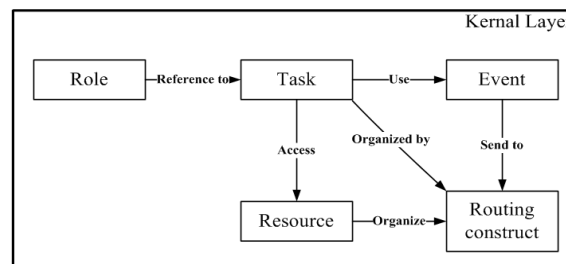 Kernal Laye
Role
Reference to
Task
Use
Event
Access
Organized by
Send to
Resource
Organize
Routing
construct